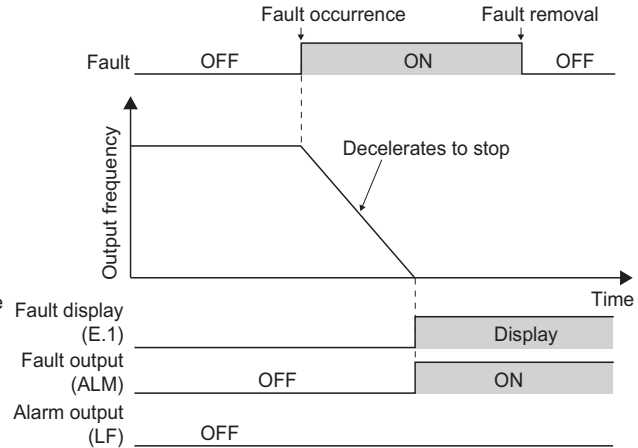 Fault occurrence
Fault removal
Fault OFF ON OFF
Output frequency
Decelerates to stop
Time
e
Fault display
(E.1)
Display
Fault output
(ALM)
OFF ON
Alarm output
(LF)
OFF